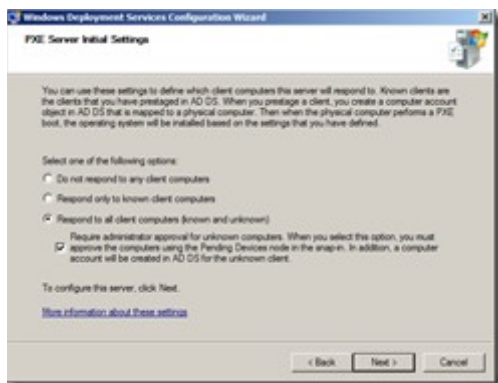 Windows Deployment Services Configuration Wizard
PXE Server Initial Settings
You can use these settings to define which client computers this server will respond to. Known clients are
the clients that you have prestaged in AD DS. When you prestage a client, you create a computer account
object in AD DS that is mapped to a physical computer. Then when the physical computer performs a PXE
boot, the operating system will be installed based on the settings that you have defined.
Select one of the following options:
Do not respond to any client computers
Respond only to known client computers
Respond to all client computers (known and unknown)
Require administrator approval for unknown computers. When you select this option, you must
approve the computers using the Pending Devices node in the snap-in. In addition, a computer
account will be created in AD DS for the unknown client.
To configure this server, click Next.
More information about these settings
< Back
Next >
Cancel